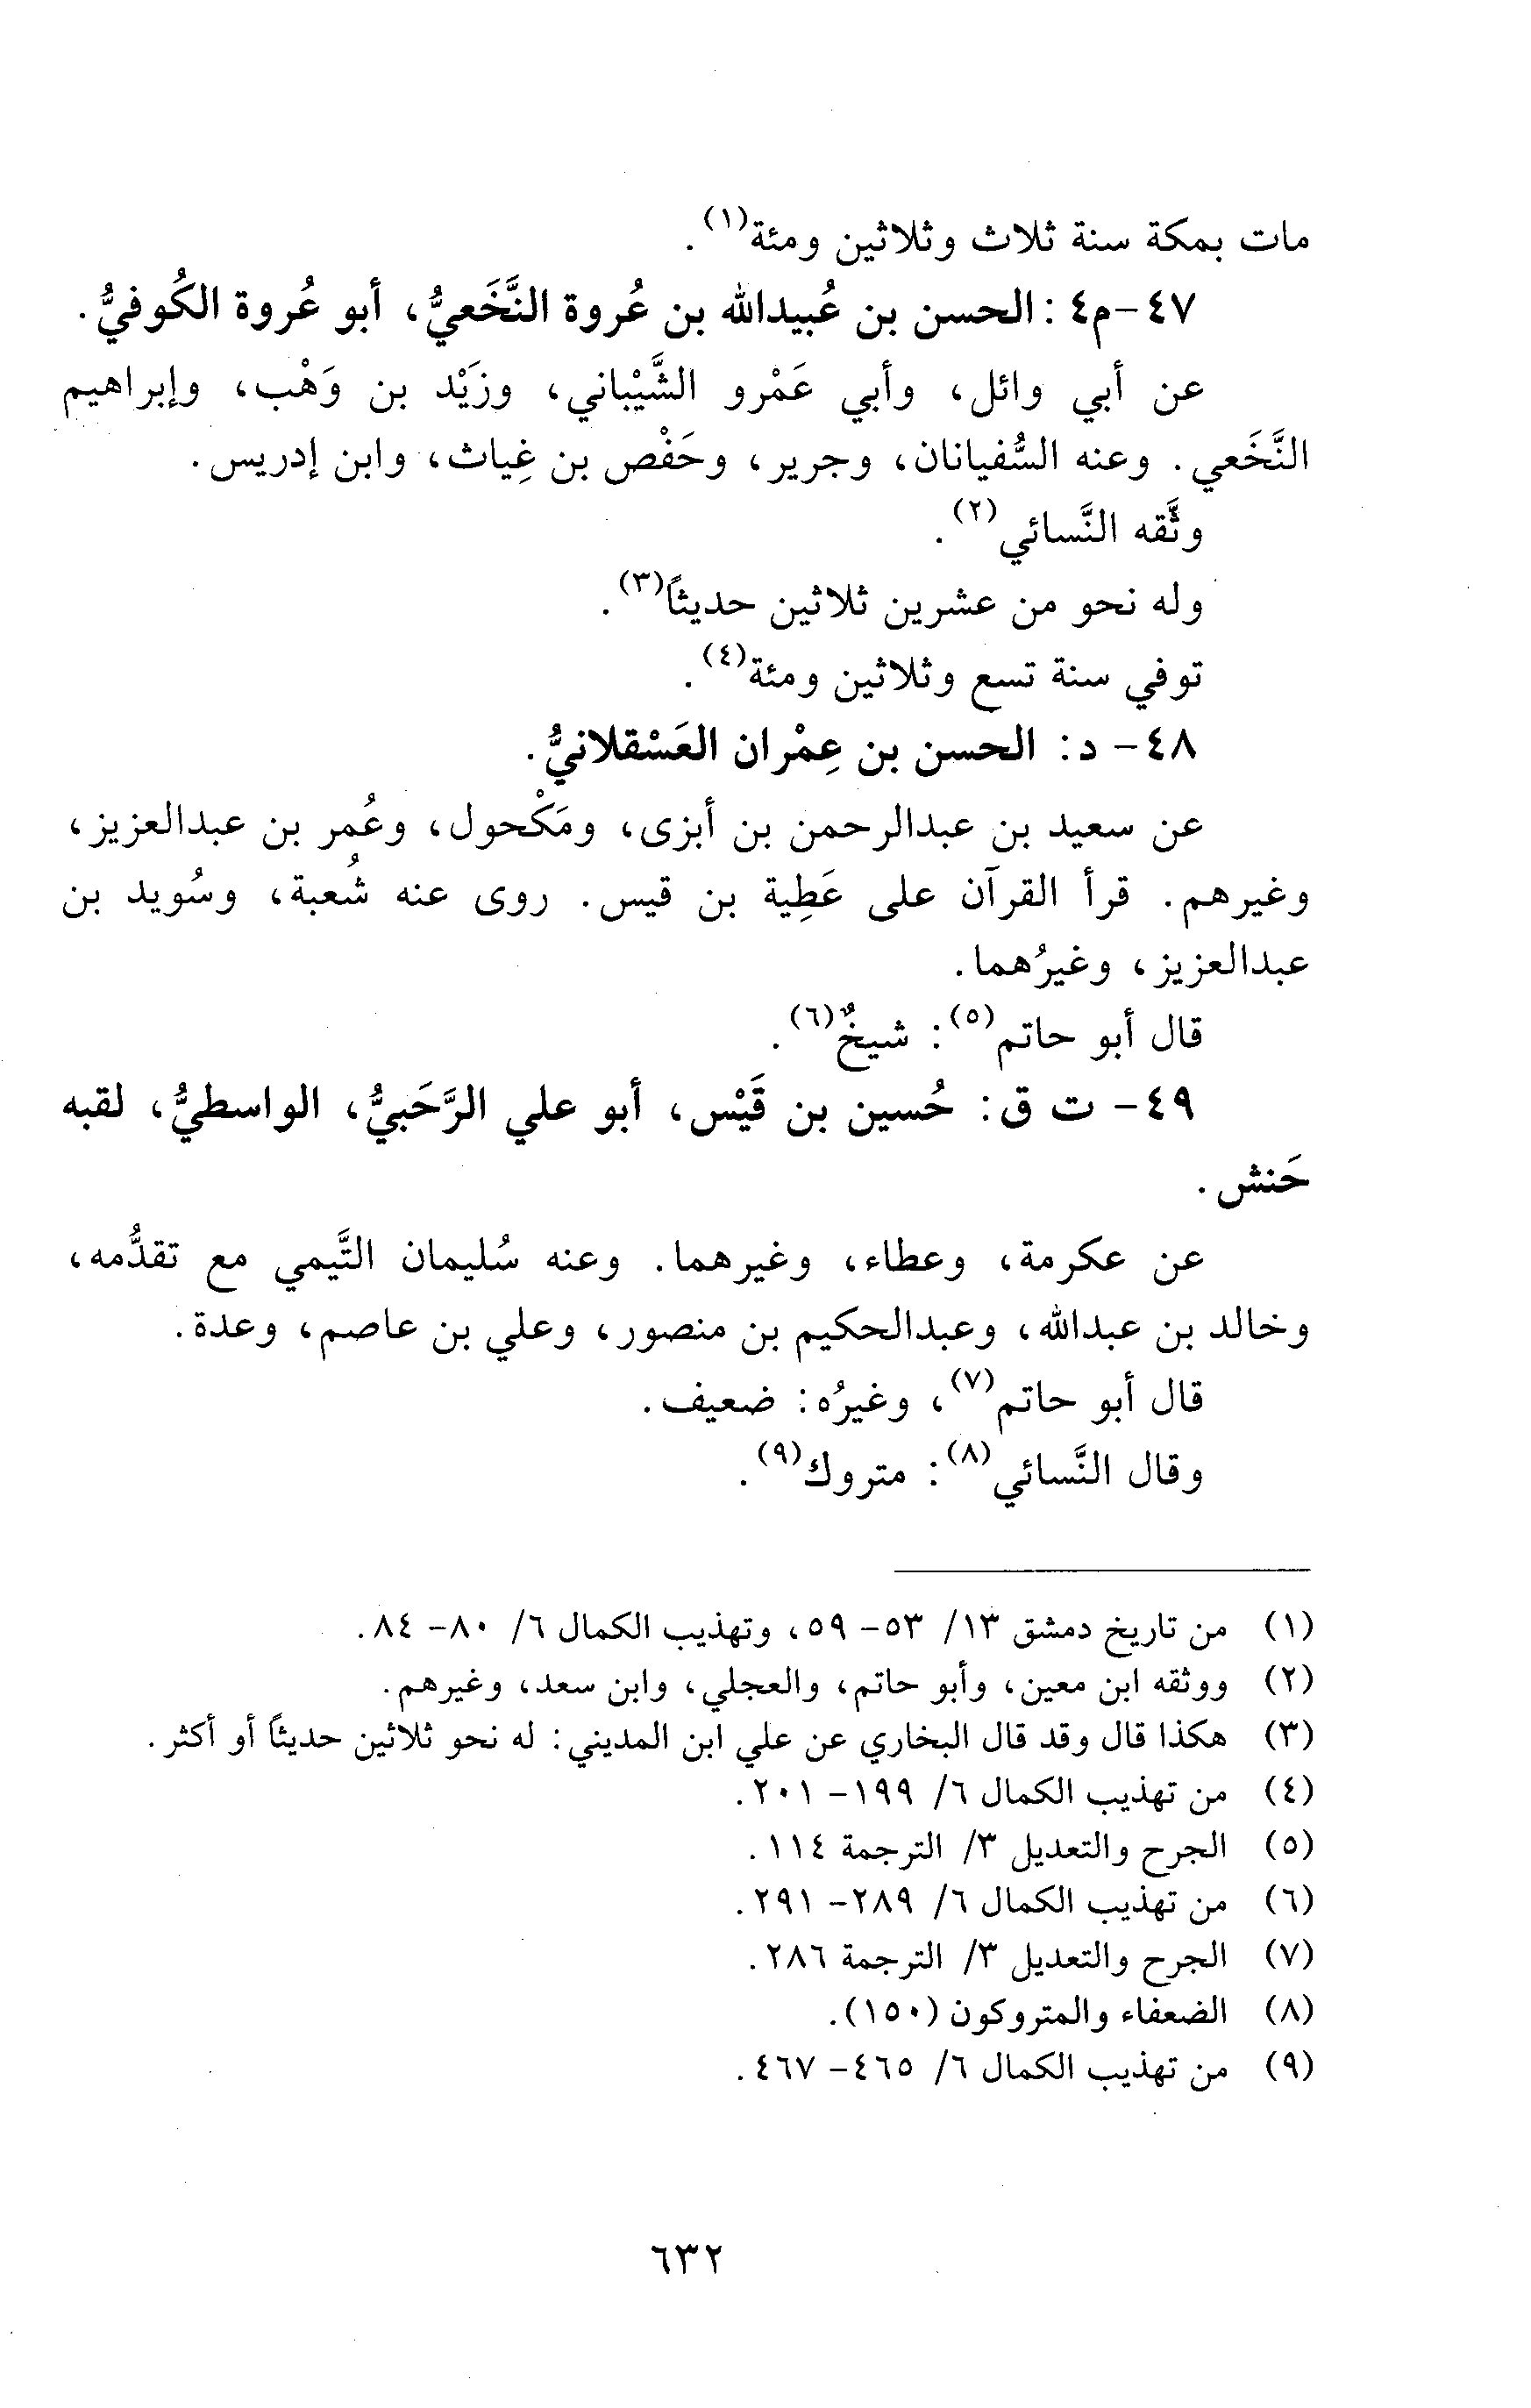 مات بمكة سنة ثلاث وثلاثين ومئة(١).
٤٧-م٤: الحسن بن عُبيدالله بن عُروة النَّخَعيُّ، أبو عُروة الكُوفيُّ.
عن أبي وائل، وأبي عَمْرو الشَّيْباني، وزَيْد بن وَهْب، وإبراهيم
النَّخَعي. وعنه السُّفيانان، وجرير، وحَفْص بن غِياث، وابن إدريس.
وثَّقه النَّسائي(٢).
وله نحو من عشرين ثلاثين حديثاً(٣).
توفي سنة تسع وثلاثين ومئة(٤).
٤٨- د: الحسن بن عِمْران العَسْقلانيُّ.
عن سعيد بن عبدالرحمن بن أبزى، ومَكْحول، وعُمر بن عبدالعزيز،
وغيرهم. قرأ القرآن على عَطِية بن قيس. روى عنه شُعبة، وسُويد بن
عبدالعزيز، وغيرُهما.
قال أبو حاتم(٥): شيخٌ(٦).
٤٩- ت ق: حُسين بن قَيْس، أبو علي الرَّحَبيُّ، الواسطيُّ، لقبه
حَنش.
عن عكرمة، وعطاء، وغيرهما. وعنه سُليمان التَّيمي مع تقدُّمه،
وخالد بن عبدالله، وعبدالحكيم بن منصور، وعلي بن عاصم، وعدة.
قال أبو حاتم(٧)، وغيرُه: ضعيف.
وقال النَّسائي(٨): متروك(٩).
(١) من تاريخ دمشق ١٣/ ٥٣- ٥٩، وتهذيب الكمال ٦/ ٨٠- ٨٤.
(٢) ووثقه ابن معين، وأبو حاتم، والعجلي، وابن سعد، وغيرهم.
(٣) هكذا قال وقد قال البخاري عن علي ابن المديني: له نحو ثلاثين حديثاً أو أكثر.
(٤) من تهذيب الكمال ٦/ ١٩٩- ٢٠١.
(٥) الجرح والتعديل ٣/ الترجمة ١١٤.
(٦) من تهذيب الكمال ٦/ ٢٨٩- ٢٩١.
(٧) الجرح والتعديل ٣/ الترجمة ٢٨٦.
(٨) الضعفاء والمتروكون (١٥٠).
(٩) من تهذيب الكمال ٦/ ٤٦٥- ٤٦٧.
٦٣٢